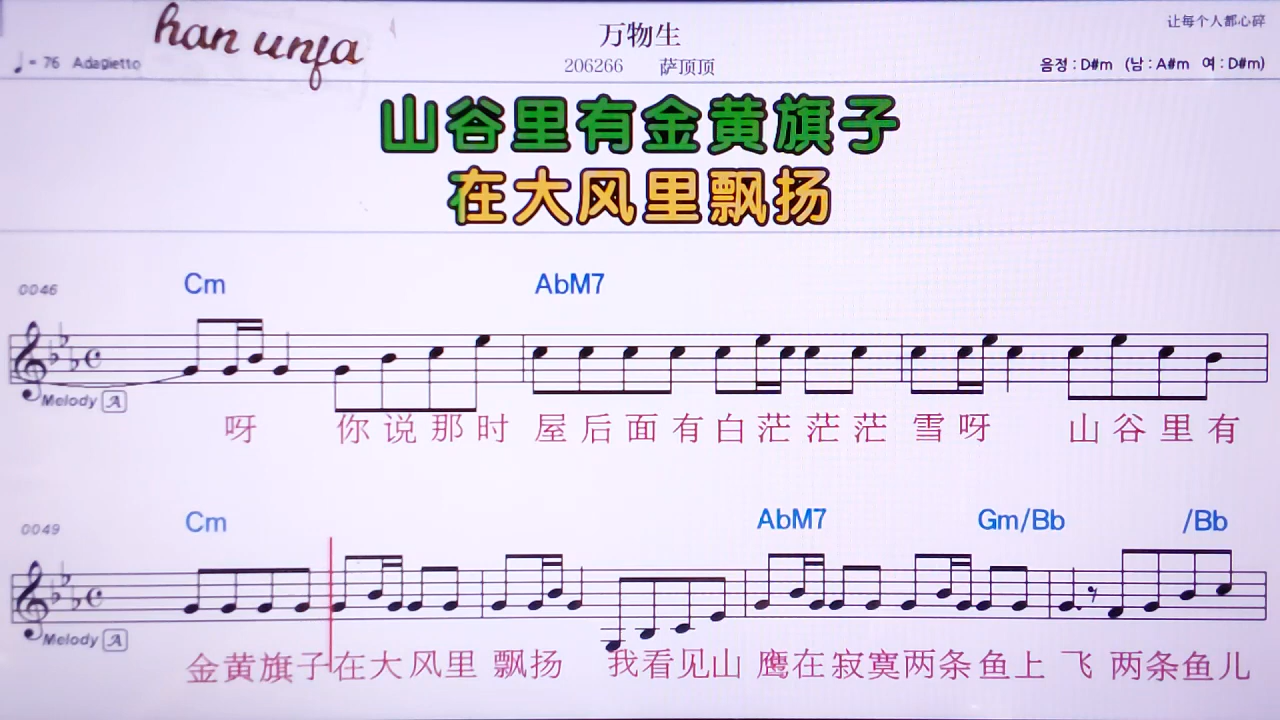 han unfa
万物生
让每个人都心碎
♩= 76 Adagietto
206266 萨顶顶
음정 : D#m (남 : A#m 여 : D#m)
山谷里有金黄旗子
在大风里飘扬
0046
Cm AbM7
Melody A
呀 你说那时 屋后面有白茫茫茫 雪呀 山谷里有
0049
Cm AbM7 Gm/Bb /Bb
Melody A
金黄旗子在大风里 飘扬 我看见山 鹰在寂寞两条鱼上 飞 两条鱼儿